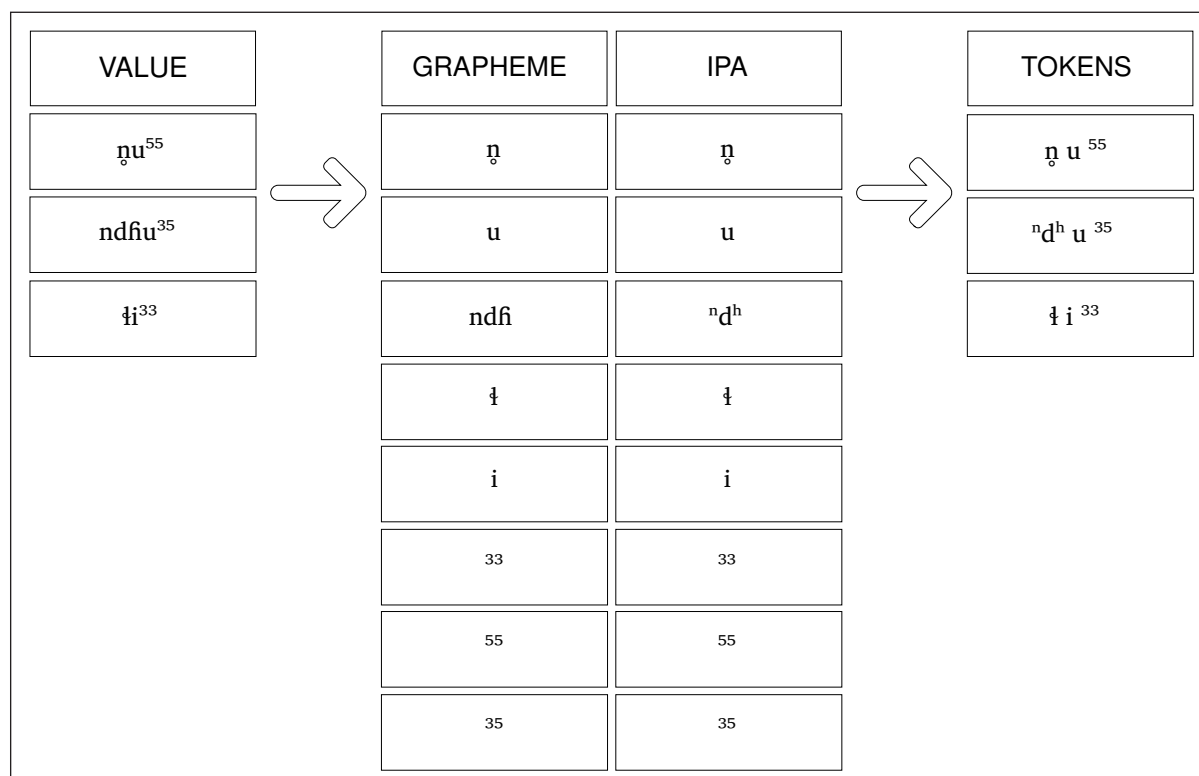 VALUE GRAPHEME IPA TOKENS
n̥u⁵⁵ n̥ n̥ n̥ u ⁵⁵
ndɦu³⁵ u u ⁿdʰ u ³⁵
ɬi³³ ndɦ ⁿdʰ ɬ i ³³
ɬ ɬ
i i
³³ ³³
⁵⁵ ⁵⁵
³⁵ ³⁵